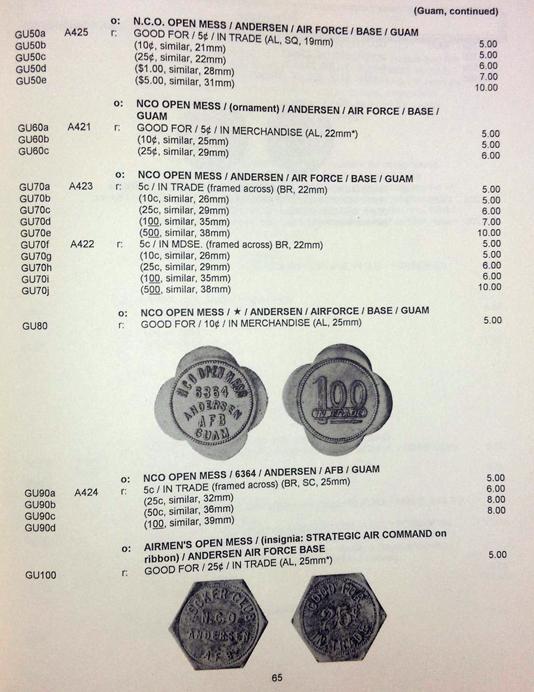 (Guam, continued)
o: N.C.O. OPEN MESS / ANDERSEN / AIR FORCE / BASE / GUAM
GU50a A425 r: GOOD FOR / 5¢ / IN TRADE (AL, SQ, 19mm) 5.00
GU50b (10¢, similar, 21mm) 5.00
GU50c (25¢, similar, 22mm) 6.00
GU50d ($1.00, similar, 28mm) 7.00
GU50e ($5.00, similar, 31mm) 10.00
o: NCO OPEN MESS / (ornament) / ANDERSEN / AIR FORCE / BASE /
GUAM
GU60a A421 r: GOOD FOR / 5¢ / IN MERCHANDISE (AL, 22mm*) 5.00
GU60b (10¢, similar, 25mm) 5.00
GU60c (25¢, similar, 29mm) 6.00
o: NCO OPEN MESS / ANDERSEN / AIR FORCE / BASE / GUAM
GU70a A423 r: 5c / IN TRADE (framed across) (BR, 22mm) 5.00
GU70b (10c, similar, 26mm) 5.00
GU70c (25c, similar, 29mm) 6.00
GU70d (100, similar, 35mm) 7.00
GU70e (500, similar, 38mm) 10.00
GU70f A422 r: 5c / IN MDSE. (framed across) BR, 22mm) 5.00
GU70g (10c, similar, 26mm) 5.00
GU70h (25c, similar, 29mm) 6.00
GU70i (100, similar, 35mm) 6.00
GU70j (500, similar, 38mm) 10.00
o: NCO OPEN MESS / ★ / ANDERSEN / AIRFORCE / BASE / GUAM
GU80 r: GOOD FOR / 10¢ / IN MERCHANDISE (AL, 25mm) 5.00
NCO OPEN MESS
6364
ANDERSEN
AFB
GUAM
100
IN TRADE
o: NCO OPEN MESS / 6364 / ANDERSEN / AFB / GUAM
GU90a A424 r: 5c / IN TRADE (framed across) (BR, SC, 25mm) 5.00
GU90b (25c, similar, 32mm) 6.00
GU90c (50c, similar, 36mm) 8.00
GU90d (100, similar, 39mm) 8.00
o: AIRMEN'S OPEN MESS / (insignia: STRATEGIC AIR COMMAND on
ribbon) / ANDERSEN AIR FORCE BASE
GU100 r: GOOD FOR / 25¢ / IN TRADE (AL, 25mm*) 5.00
CLUB
N.C.O
ANDERSEN
A.F.B.
GOOD FOR
25¢
IN TRADE
65